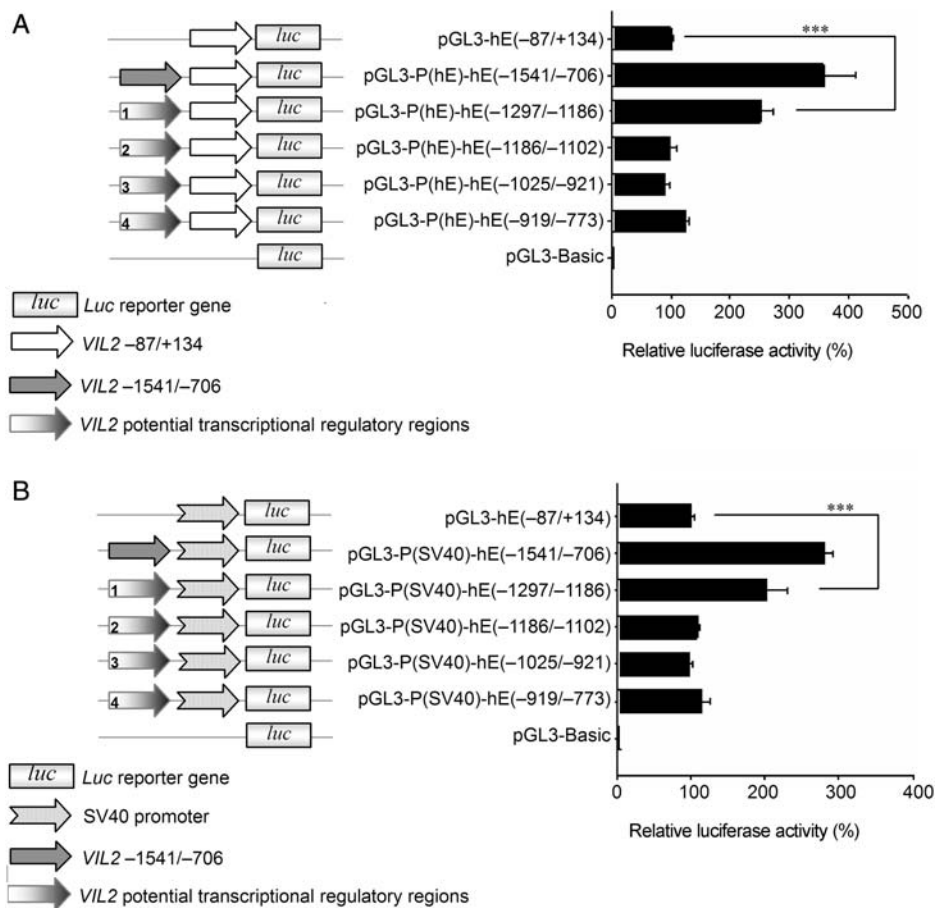 A
luc pGL3-hE(–87/+134)
***
luc pGL3-P(hE)-hE(–1541/–706)
1 luc pGL3-P(hE)-hE(–1297/–1186)
2 luc pGL3-P(hE)-hE(–1186/–1102)
3 luc pGL3-P(hE)-hE(–1025/–921)
4 luc pGL3-P(hE)-hE(–919/–773)
luc pGL3-Basic
0 100 200 300 400 500
Relative luciferase activity (%)
luc Luc reporter gene
VIL2 –87/+134
VIL2 –1541/–706
VIL2 potential transcriptional regulatory regions
B
luc pGL3-hE(–87/+134)
***
luc pGL3-P(SV40)-hE(–1541/–706)
1 luc pGL3-P(SV40)-hE(–1297/–1186)
2 luc pGL3-P(SV40)-hE(–1186/–1102)
3 luc pGL3-P(SV40)-hE(–1025/–921)
4 luc pGL3-P(SV40)-hE(–919/–773)
luc pGL3-Basic
0 100 200 300 400
Relative luciferase activity (%)
luc Luc reporter gene
SV40 promoter
VIL2 –1541/–706
VIL2 potential transcriptional regulatory regions